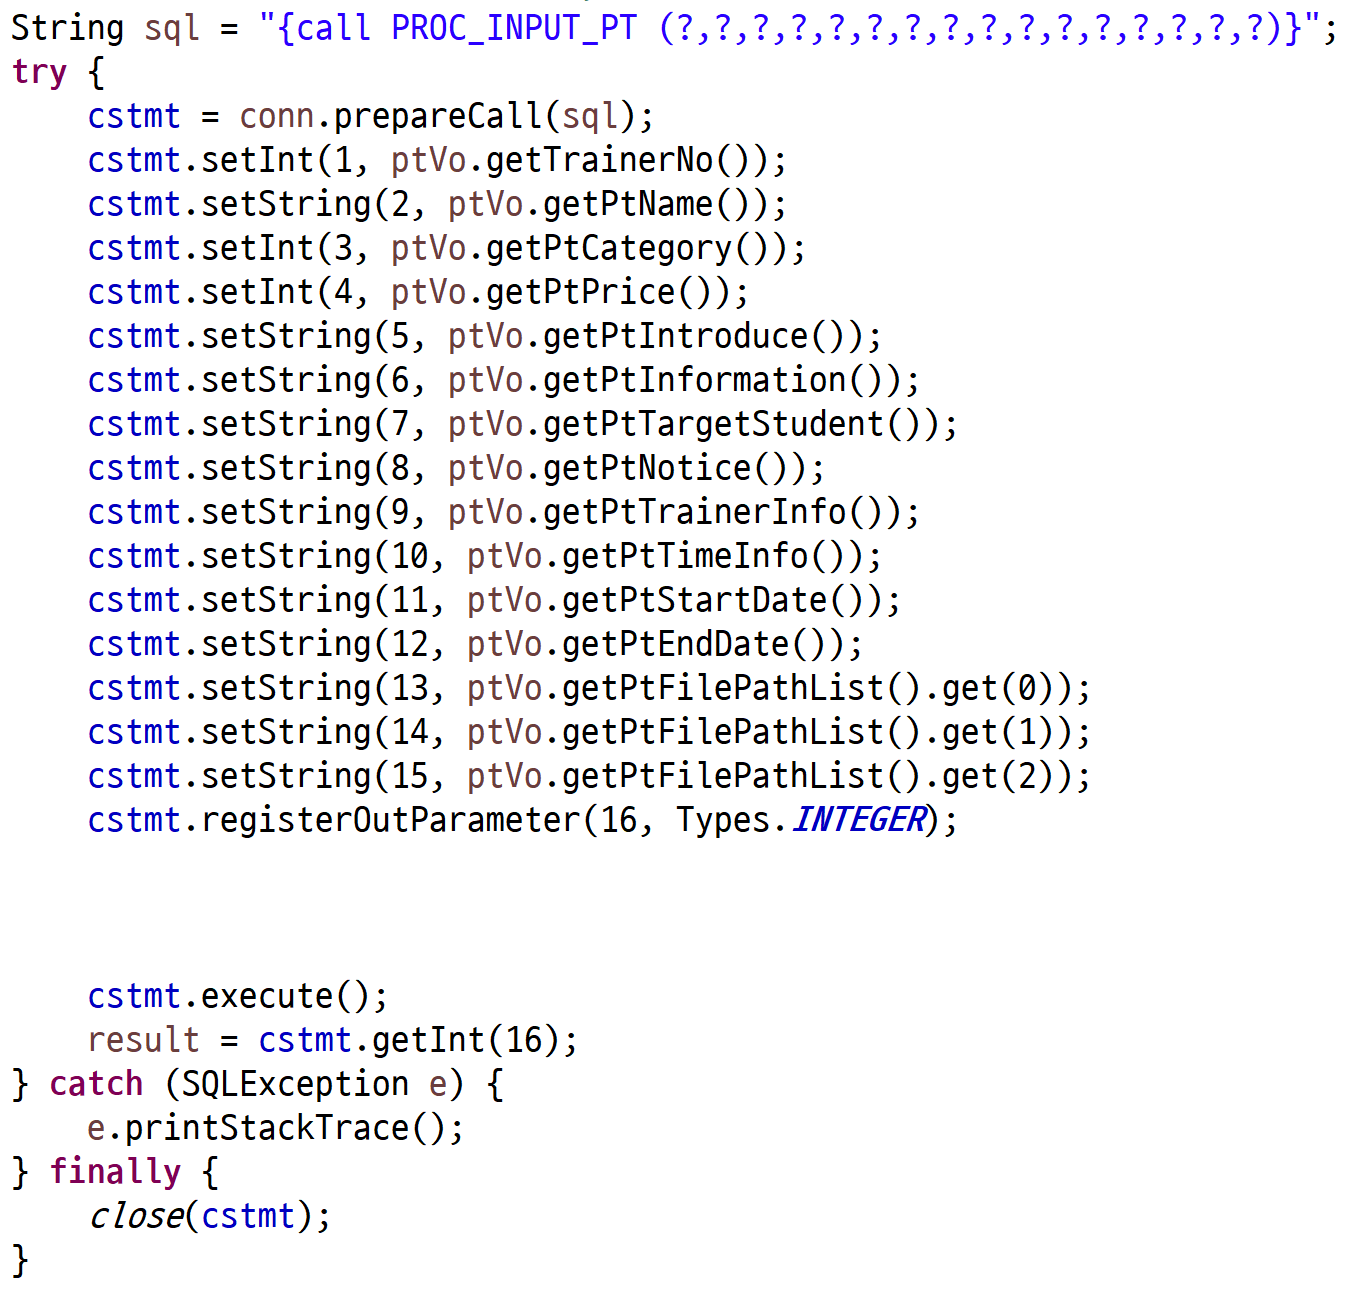 String sql = "{call PROC_INPUT_PT (?,?,?,?,?,?,?,?,?,?,?,?,?,?,?,?)}";
try {
    cstmt = conn.prepareCall(sql);
    cstmt.setInt(1, ptVo.getTrainerNo());
    cstmt.setString(2, ptVo.getPtName());
    cstmt.setInt(3, ptVo.getPtCategory());
    cstmt.setInt(4, ptVo.getPtPrice());
    cstmt.setString(5, ptVo.getPtIntroduce());
    cstmt.setString(6, ptVo.getPtInformation());
    cstmt.setString(7, ptVo.getPtTargetStudent());
    cstmt.setString(8, ptVo.getPtNotice());
    cstmt.setString(9, ptVo.getPtTrainerInfo());
    cstmt.setString(10, ptVo.getPtTimeInfo());
    cstmt.setString(11, ptVo.getPtStartDate());
    cstmt.setString(12, ptVo.getPtEndDate());
    cstmt.setString(13, ptVo.getPtFilePathList().get(0));
    cstmt.setString(14, ptVo.getPtFilePathList().get(1));
    cstmt.setString(15, ptVo.getPtFilePathList().get(2));
    cstmt.registerOutParameter(16, Types.INTEGER);
    cstmt.execute();
    result = cstmt.getInt(16);
} catch (SQLException e) {
    e.printStackTrace();
} finally {
    close(cstmt);
}